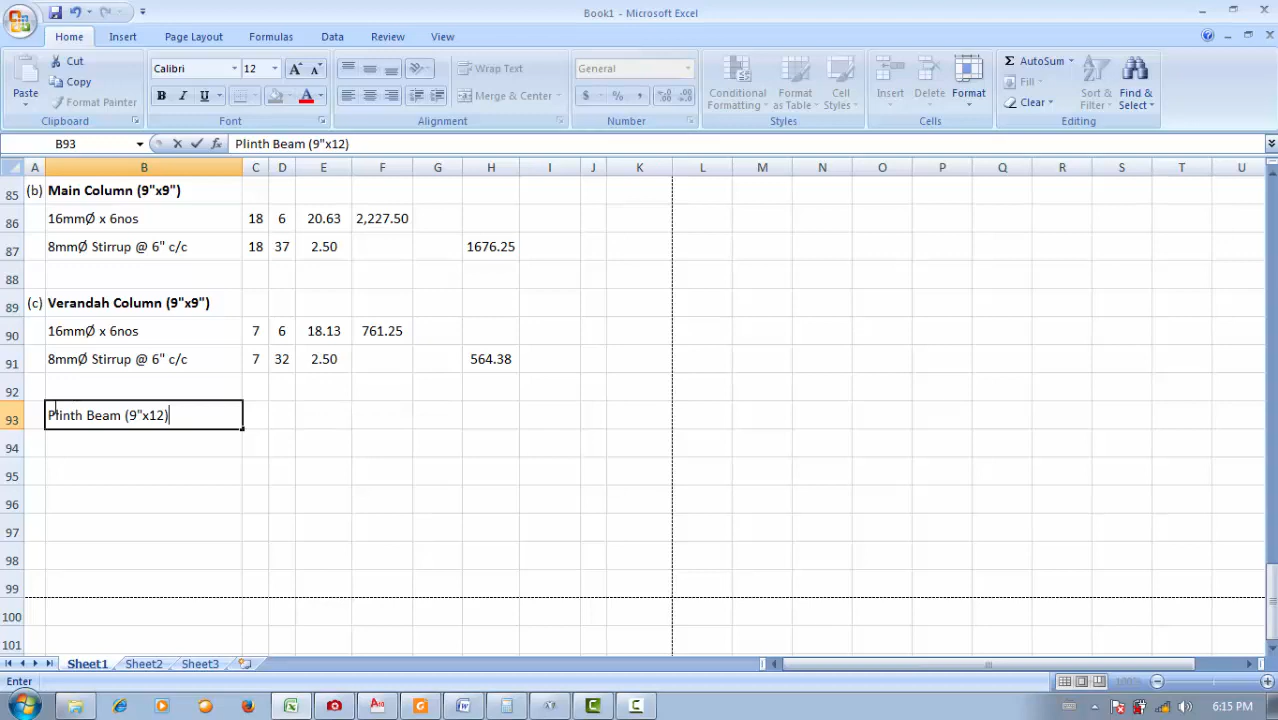 Book1 - Microsoft Excel
Home Insert Page Layout Formulas Data Review View
Cut
Copy
Format Painter
Paste
Clipboard
Calibri 12
B I U A A A
Font
Wrap Text
Merge & Center
Alignment
General
$ % ,
Number
Conditional Formatting
Format as Table
Cell Styles
Styles
Insert Delete Format
Cells
Σ AutoSum
Fill
Clear
Sort & Filter
Find & Select
Editing
B93 fx Plinth Beam (9"x12)
A B C D E F G H I J K L M N O P Q R S T U
85 (b) Main Column (9"x9")
86 16mmØ x 6nos 18 6 20.63 2,227.50
87 8mmØ Stirrup @ 6" c/c 18 37 2.50 1676.25
88
89 (c) Verandah Column (9"x9")
90 16mmØ x 6nos 7 6 18.13 761.25
91 8mmØ Stirrup @ 6" c/c 7 32 2.50 564.38
92
93 Plinth Beam (9"x12)
94
95
96
97
98
99
100
101
Sheet1 Sheet2 Sheet3
Enter 100%
6:15 PM